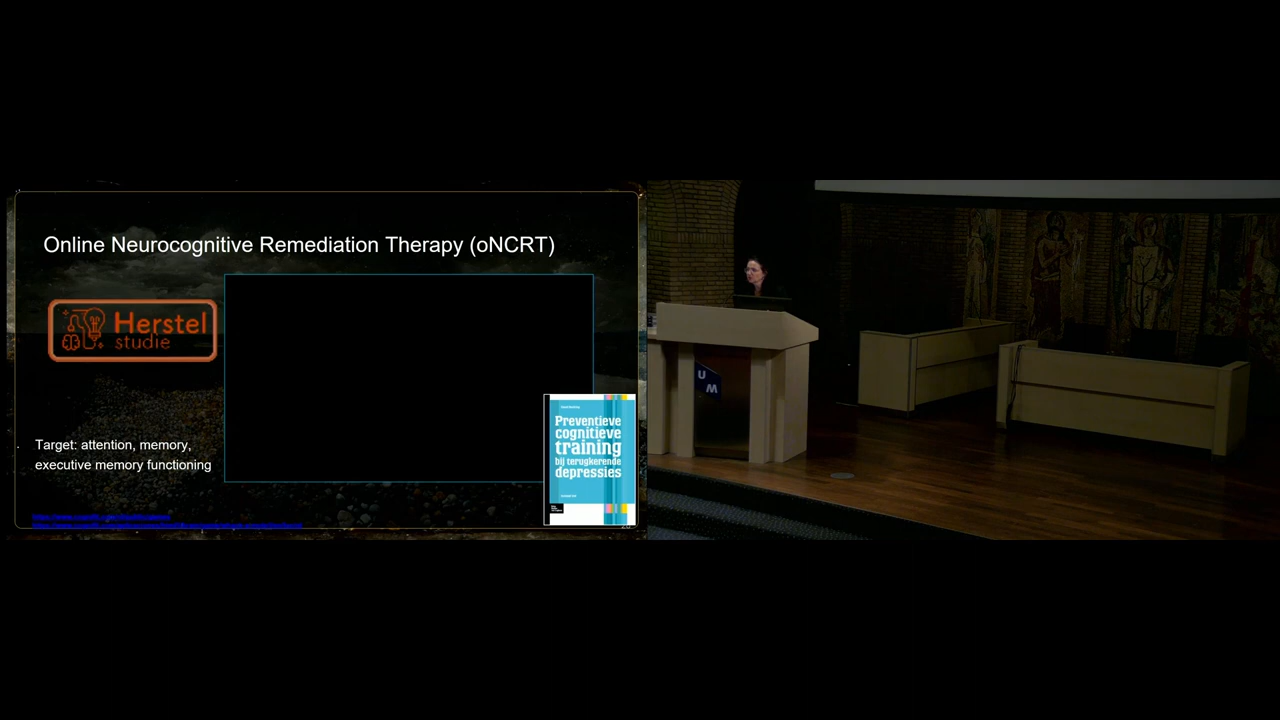 Online Neurocognitive Remediation Therapy (oNCRT)
Herstel
studie
Target: attention, memory,
executive memory functioning
Preventieve
cognitieve
training
bij terugkerende
depressies
U
M